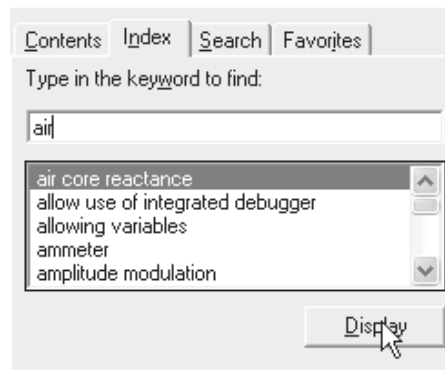 Contents Index Search Favorites
Type in the keyword to find:
air
air core reactance
allow use of integrated debugger
allowing variables
ammeter
amplitude modulation
Display